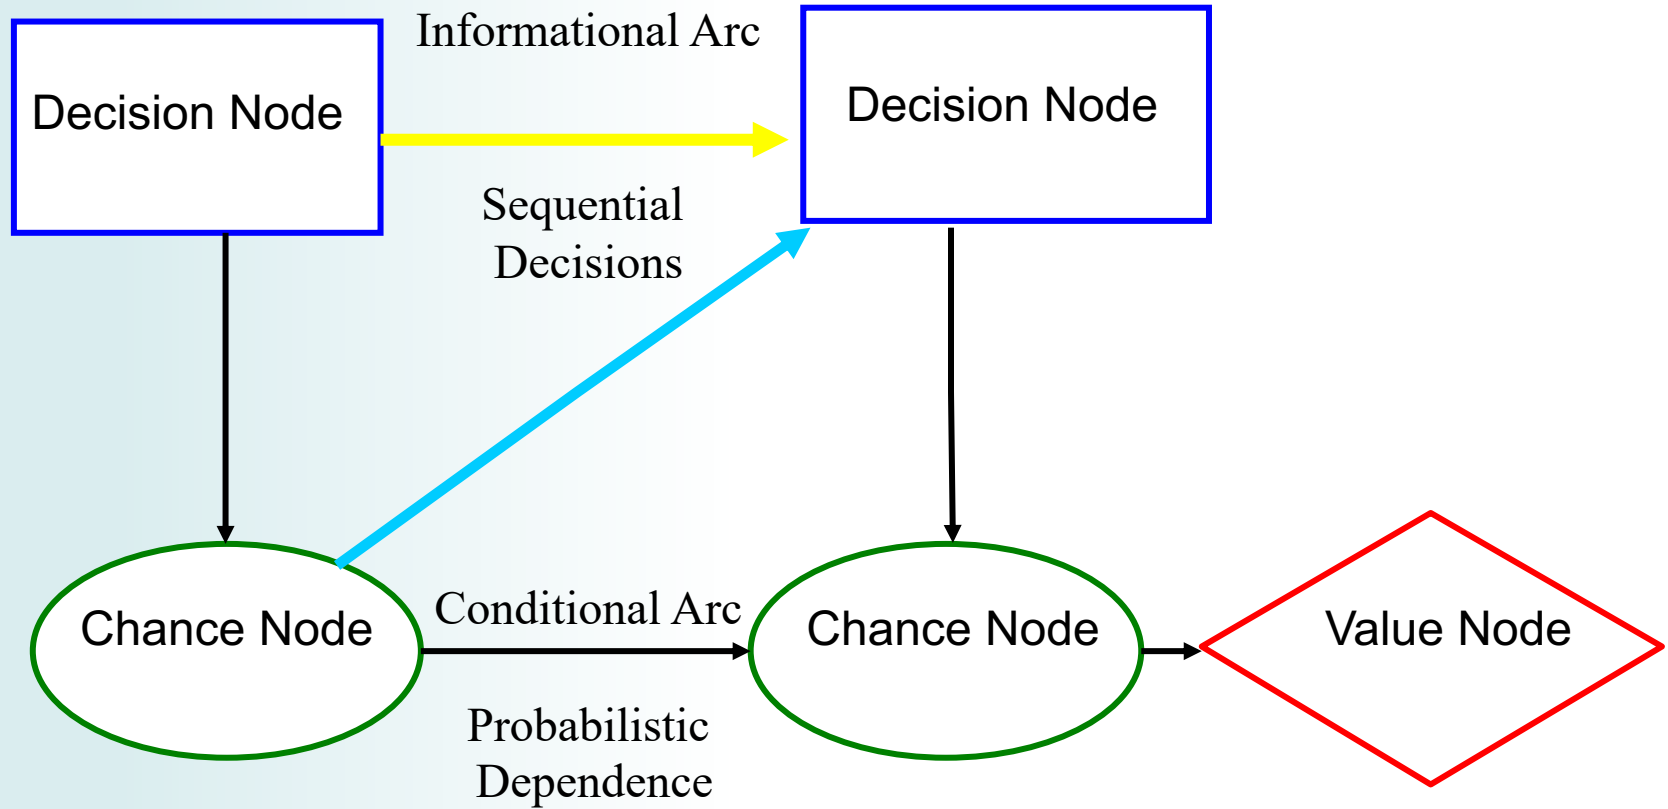 Informational Arc
Decision Node
Decision Node
Sequential
Decisions
Conditional Arc
Chance Node
Chance Node
Value Node
Probabilistic
Dependence